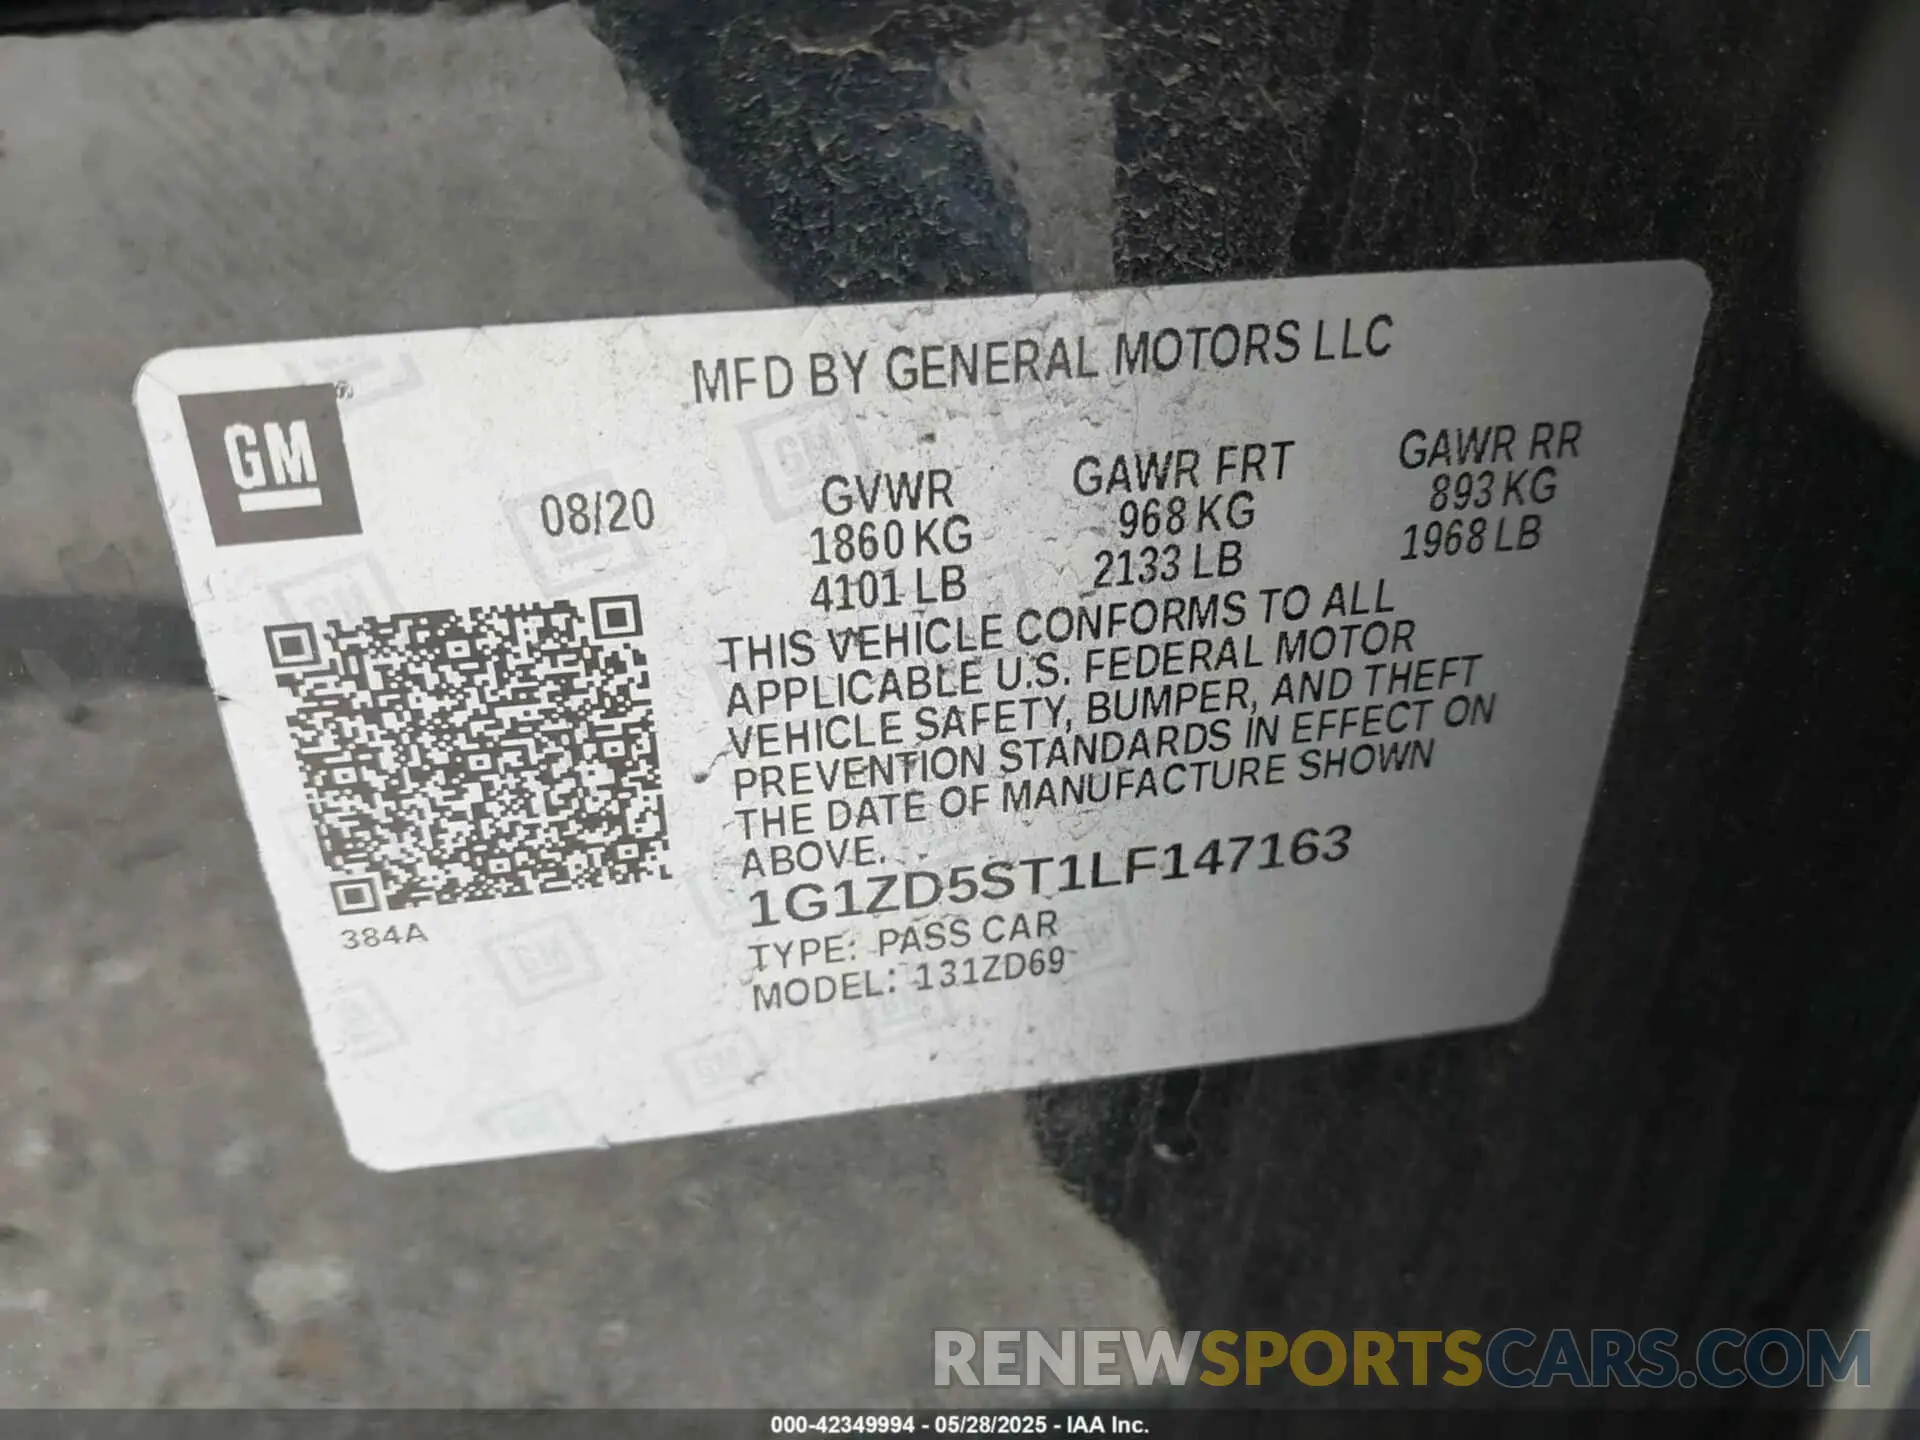 MFD BY GENERAL MOTORS LLC
GM ®
08/20
GVWR
1860 KG
4101 LB
GAWR FRT
968 KG
2133 LB
GAWR RR
893 KG
1968 LB
THIS VEHICLE CONFORMS TO ALL
APPLICABLE U.S. FEDERAL MOTOR
VEHICLE SAFETY, BUMPER, AND THEFT
PREVENTION STANDARDS IN EFFECT ON
THE DATE OF MANUFACTURE SHOWN
ABOVE.
1G1ZD5ST1LF147163
TYPE: PASS CAR
MODEL: 131ZD69
384A
RENEWSPORTSCARS.COM
000-42349994 - 05/28/2025 - IAA Inc.